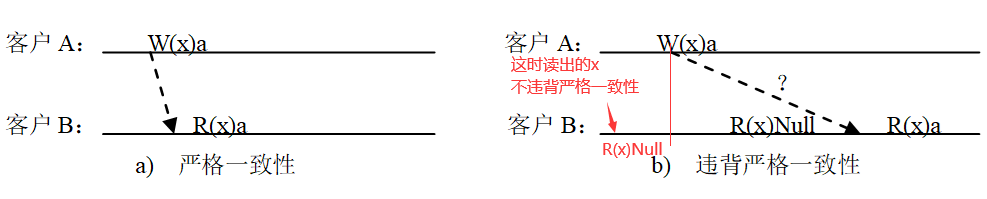 客户 A： W(x)a
客户 B： R(x)a
a) 严格一致性
客户 A： W(x)a
这时读出的x
不违背严格一致性
?
客户 B： R(x)Null R(x)a
R(x)Null
b) 违背严格一致性